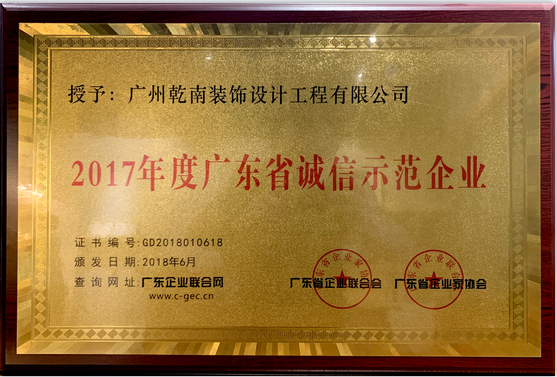 授予：广州乾南装饰设计工程有限公司
2017年度广东省诚信示范企业
证书编号:GD2018010618
颁发日期:2018年6月
查询网址:广东企业联合网
www.c-gec.cn
广东省企业联合会 广东省企业家协会